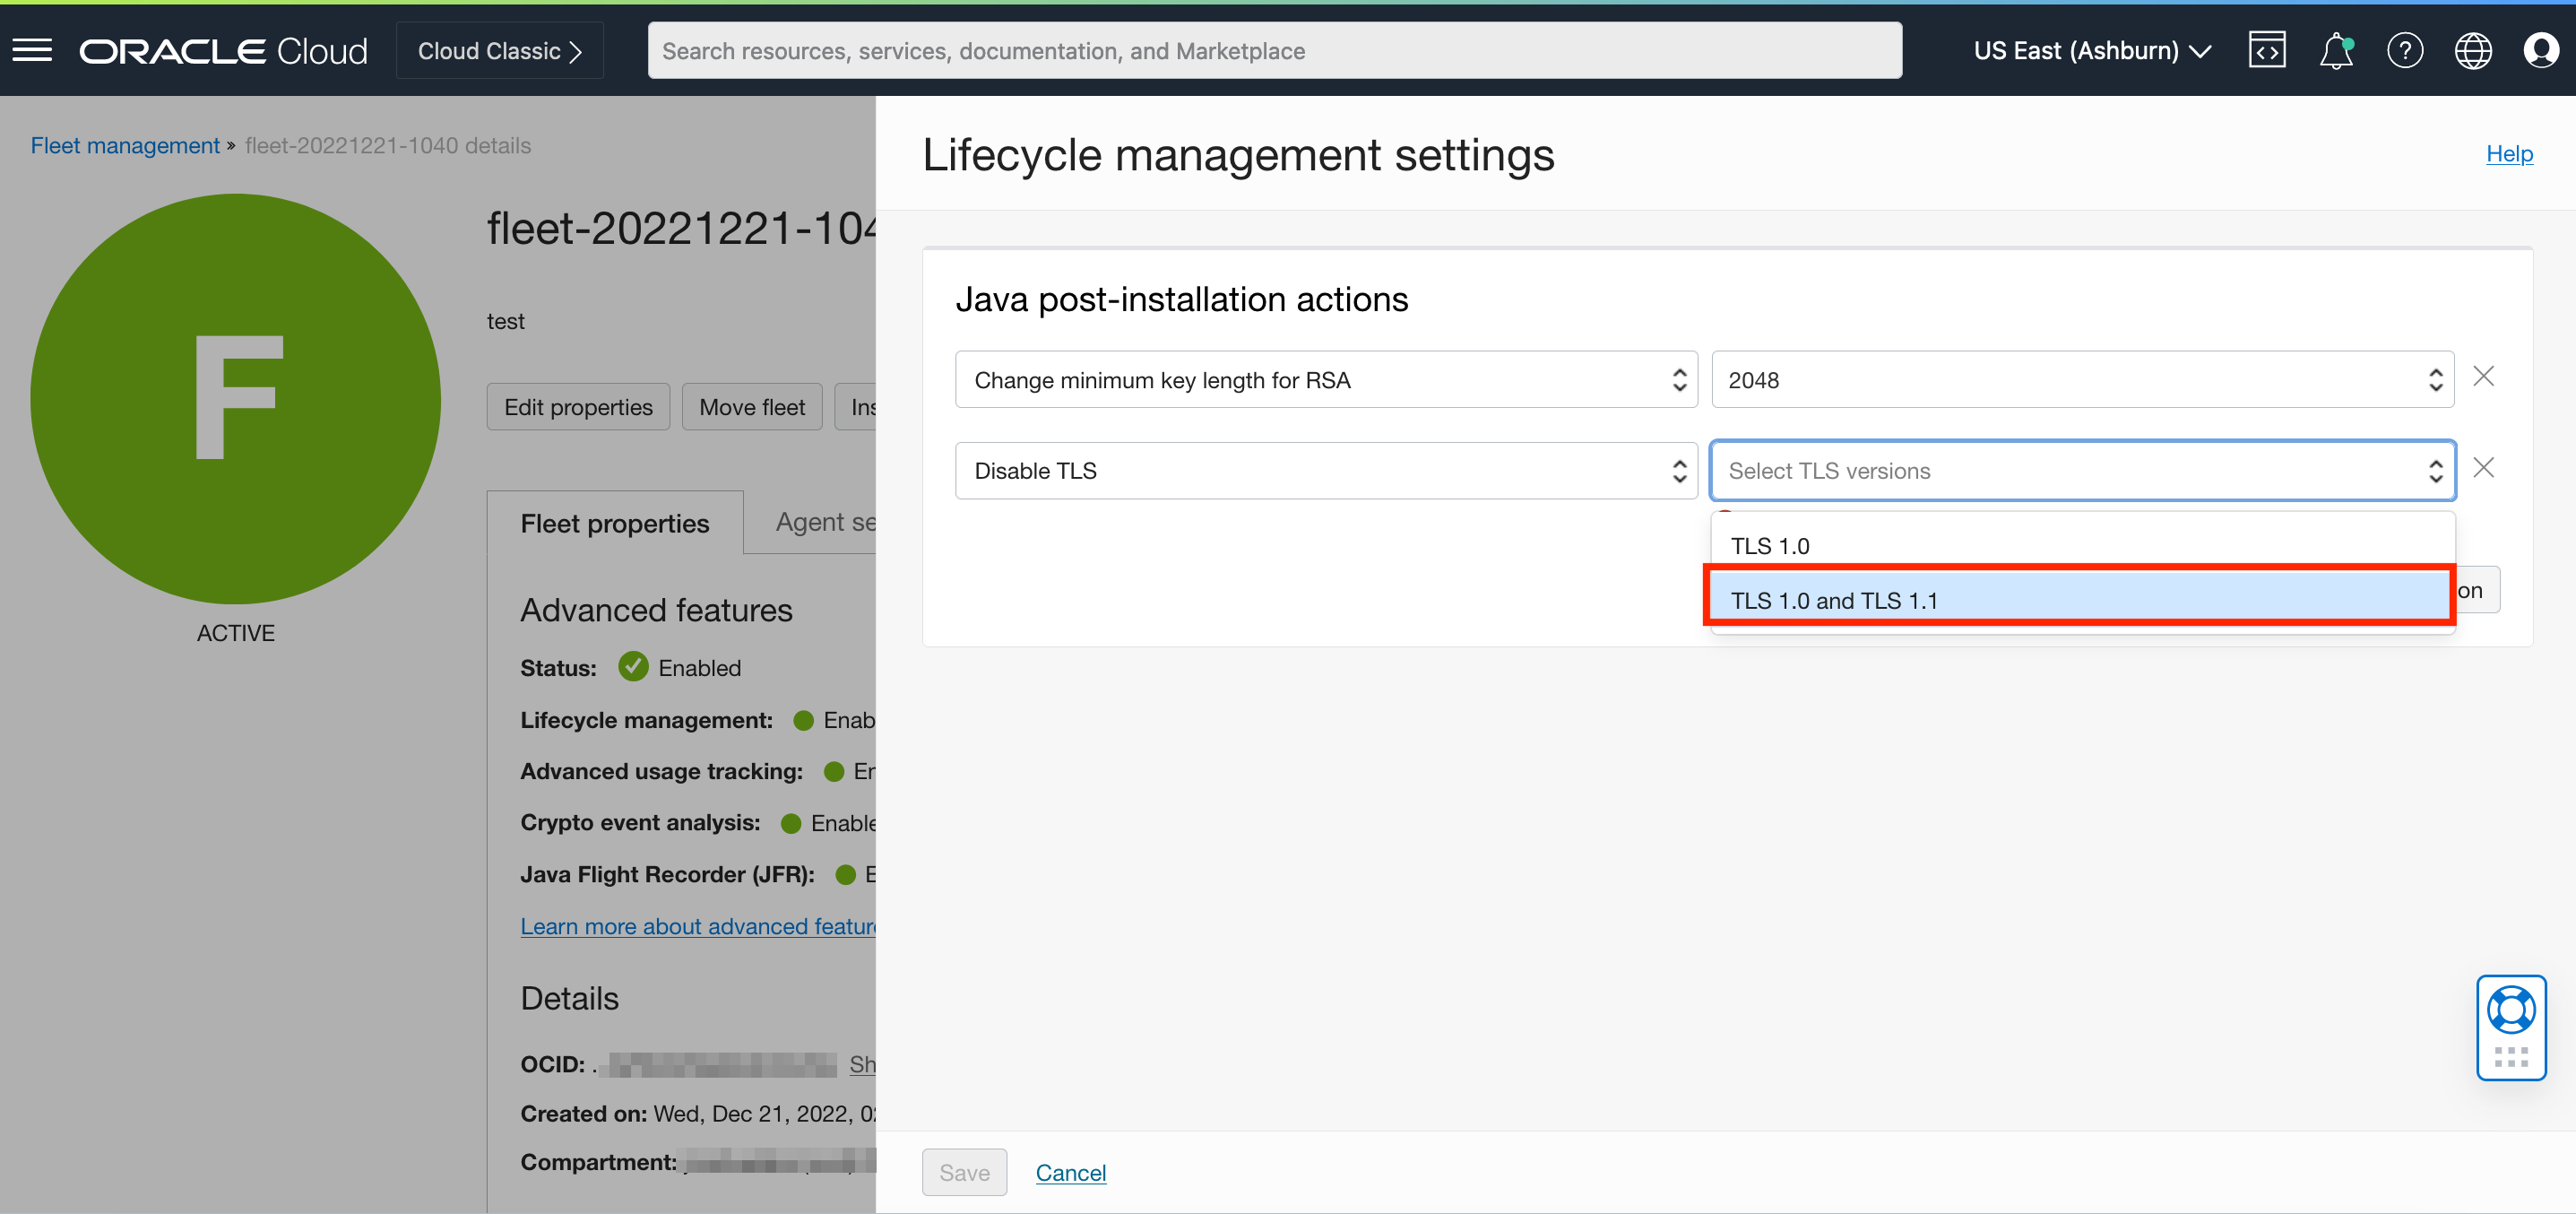 ORACLE Cloud
Cloud Classic
Search resources, services, documentation, and Marketplace
US East (Ashburn)
Fleet management » fleet-20221221-1040 details
F
ACTIVE
fleet-20221221-104
test
Edit properties
Move fleet
Ins
Fleet properties
Agent se
Advanced features
Status: Enabled
Lifecycle management: Enab
Advanced usage tracking: En
Crypto event analysis: Enable
Java Flight Recorder (JFR): E
Learn more about advanced feature
Details
OCID: .
Sh
Created on: Wed, Dec 21, 2022, 02
Compartment:
Lifecycle management settings
Help
Java post-installation actions
Change minimum key length for RSA
2048
Disable TLS
Select TLS versions
TLS 1.0
TLS 1.0 and TLS 1.1
on
Save
Cancel